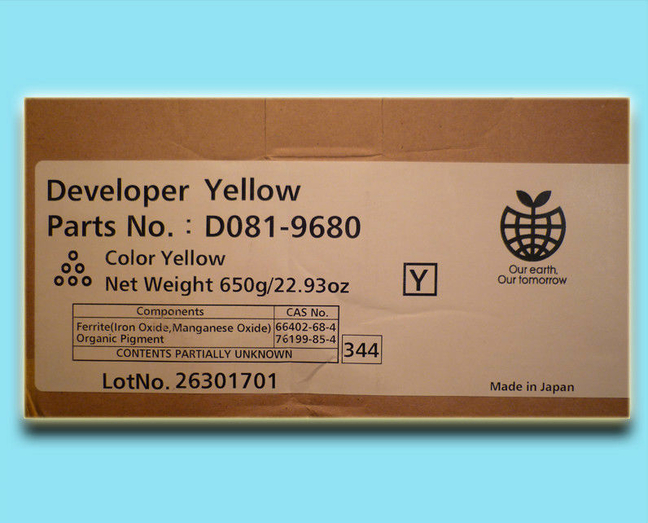 Developer Yellow
Parts No. : D081-9680
Color Yellow
Net Weight 650g/22.93oz
Y
Our earth,
Our tomorrow
Components CAS No.
Ferrite(Iron Oxide,Manganese Oxide) 66402-68-4
Organic Pigment 76199-85-4
CONTENTS PARTIALLY UNKNOWN
344
LotNo. 26301701
Made in Japan